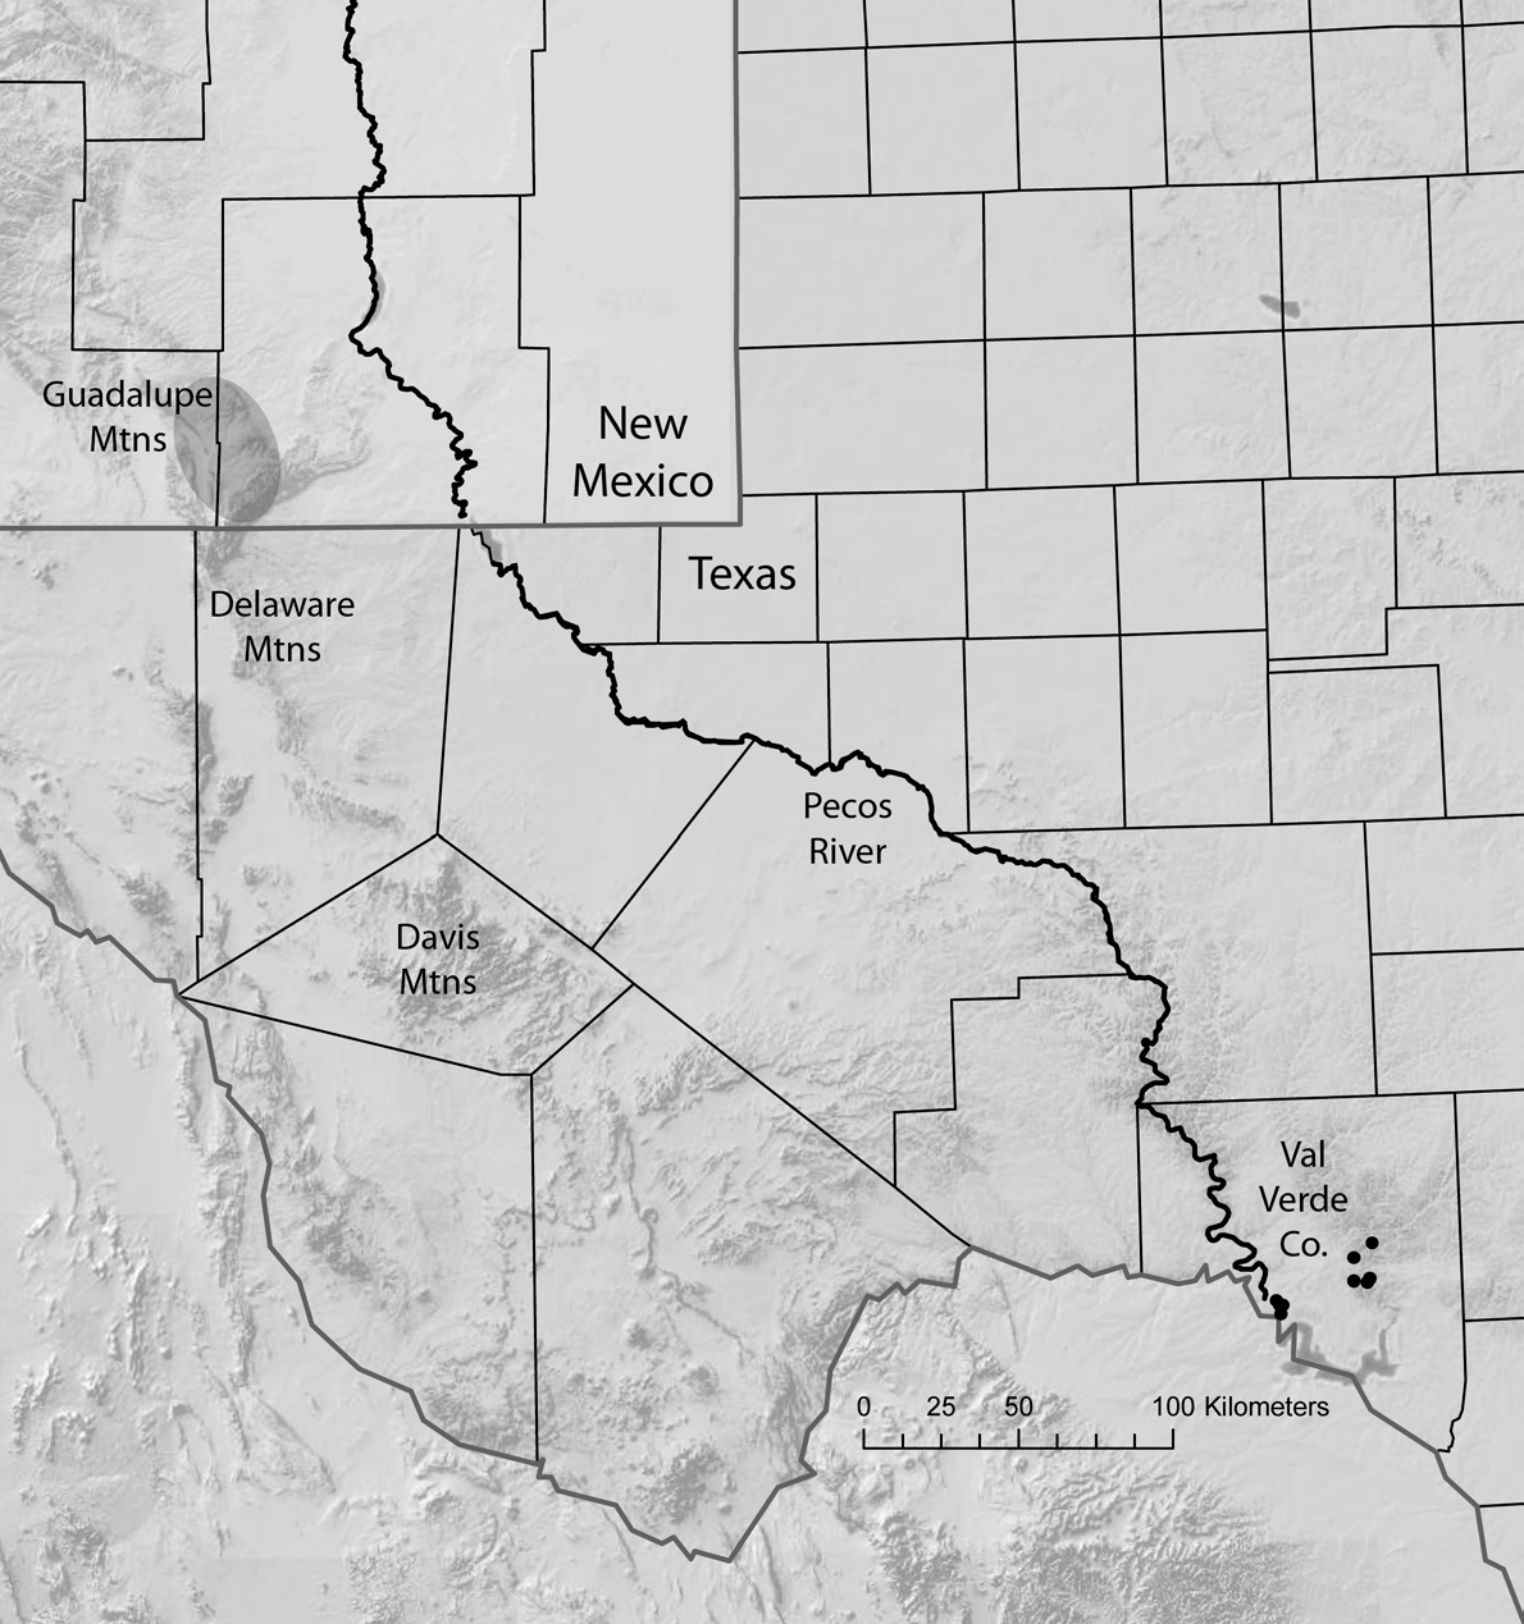 Guadalupe
Mtns
New
Mexico
Texas
Delaware
Mtns
Pecos
River
Davis
Mtns
Val
Verde
Co.
0 25 50 100 Kilometers